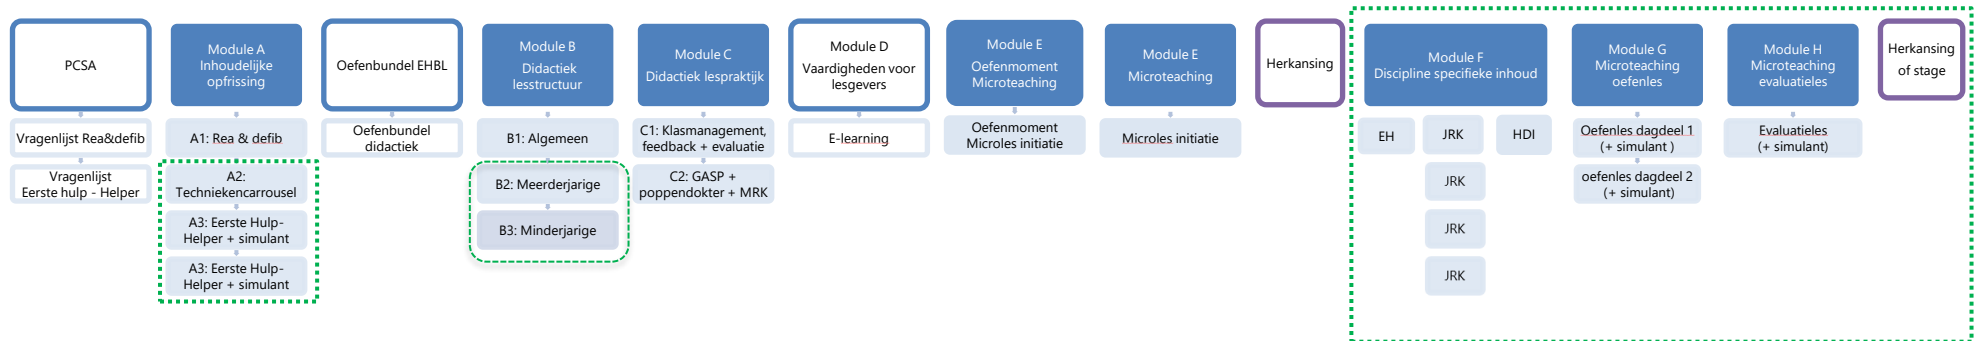 PCSA
Vragenlijst Rea&defib
Vragenlijst
Eerste hulp - Helper
Module A
Inhoudelijke
opfrissing
A1: Rea & defib
A2:
Techniekencarrousel
A3: Eerste Hulp-
Helper + simulant
A3: Eerste Hulp-
Helper + simulant
Oefenbundel EHBL
Oefenbundel
didactiek
Module B
Didactiek
lesstructuur
B1: Algemeen
B2: Meerderjarige
B3: Minderjarige
Module C
Didactiek lespraktijk
C1: Klasmanagement,
feedback + evaluatie
C2: GASP +
poppendokter + MRK
Module D
Vaardigheden voor
lesgevers
E-learning
Module E
Oefenmoment
Microteaching
Oefenmoment
Microles initiatie
Module E
Microteaching
Microles initiatie
Herkansing
Module F
Discipline specifieke inhoud
EH
JRK
JRK
JRK
JRK
HDI
Module G
Microteaching
oefenles
Oefenles dagdeel 1
(+ simulant )
oefenles dagdeel 2
(+ simulant)
Module H
Microteaching
evaluatieles
Evaluatieles
(+ simulant)
Herkansing
of stage